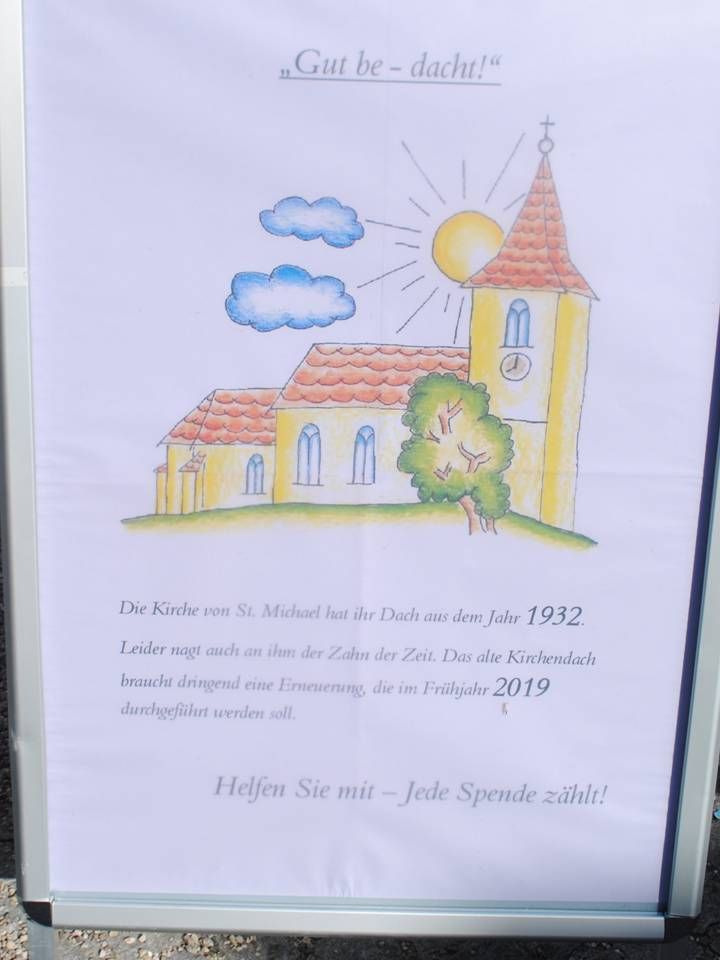 „Gut be – dacht!“
Die Kirche von St. Michael hat ihr Dach aus dem Jahr 1932.
Leider nagt auch an ihm der Zahn der Zeit. Das alte Kirchendach
braucht dringend eine Erneuerung, die im Frühjahr 2019
durchgeführt werden soll.
Helfen Sie mit – Jede Spende zählt!